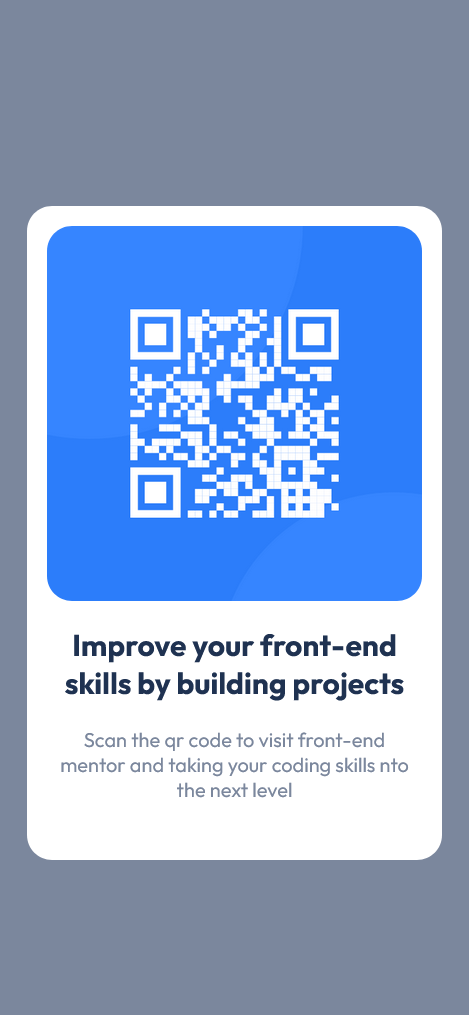 Improve your front-end
skills by building projects
Scan the qr code to visit front-end
mentor and taking your coding skills nto
the next level